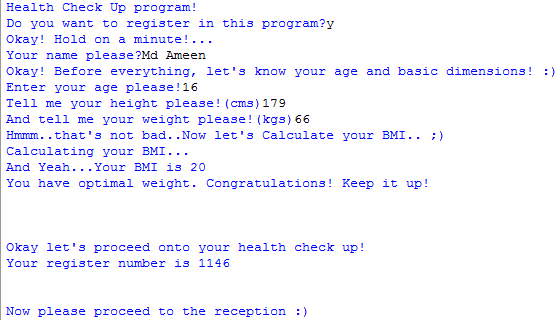 Health Check Up program!
Do you want to register in this program?y
Okay! Hold on a minute!...
Your name please?Md Ameen
Okay! Before everything, let's know your age and basic dimensions! :)
Enter your age please!16
Tell me your height please!(cms)179
And tell me your weight please!(kgs)66
Hmmm..that's not bad..Now let's Calculate your BMI.. ;)
Calculating your BMI...
And Yeah...Your BMI is 20
You have optimal weight. Congratulations! Keep it up!
Okay let's proceed onto your health check up!
Your register number is 1146
Now please proceed to the reception :)